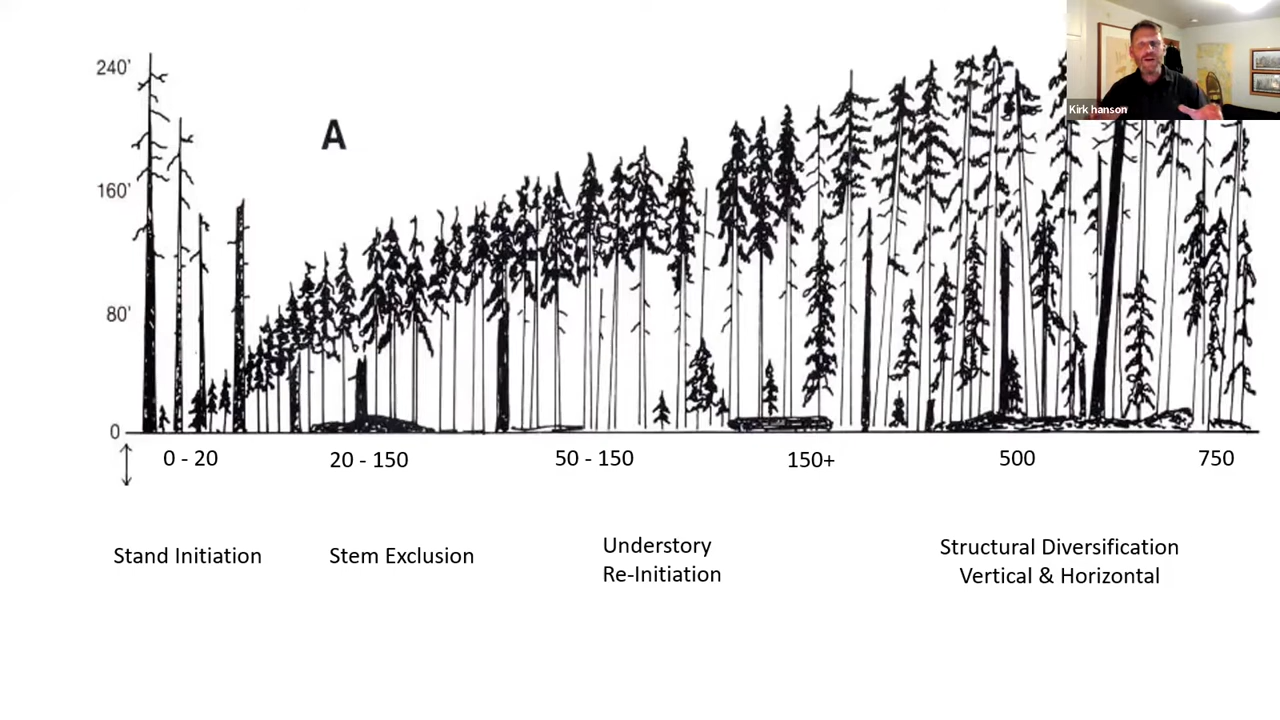 240'
A
Kirk hanson
160'
80'
0
0 - 20
20 - 150
50 - 150
150+
500
750
Stand Initiation
Stem Exclusion
Understory
Re-Initiation
Structural Diversification
Vertical & Horizontal